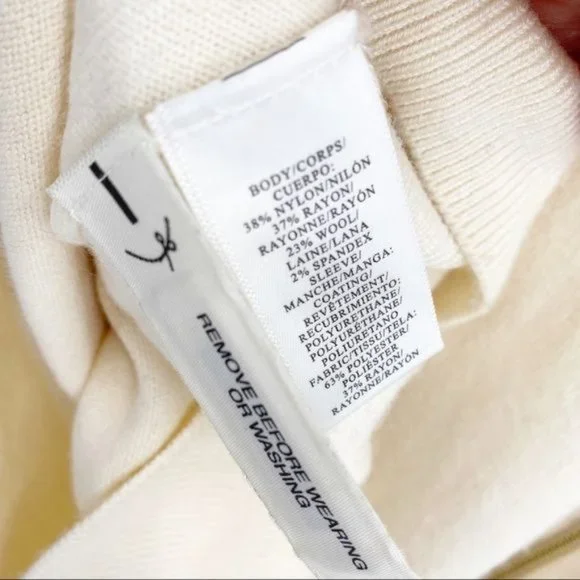 BODY/CORPS/
CUERPO:
38% NYLON/NILÓN
37% RAYON/
RAYONNE/RAYÓN
23% WOOL/
LAINE/LANA
2% SPANDEX
SLEEVE/
MANCHE/MANGA:
COATING/
REVÊTEMENT/
RECUBRIMIENTO:
POLYURETHANE/
POLYURÉTHANE/
POLIURETANO
FABRIC/TISSU/TELA:
63% POLYESTER/
POLIÉSTER
37% RAYON/
RAYONNE/RAYÓN
REMOVE BEFORE WEARING
OR WASHING